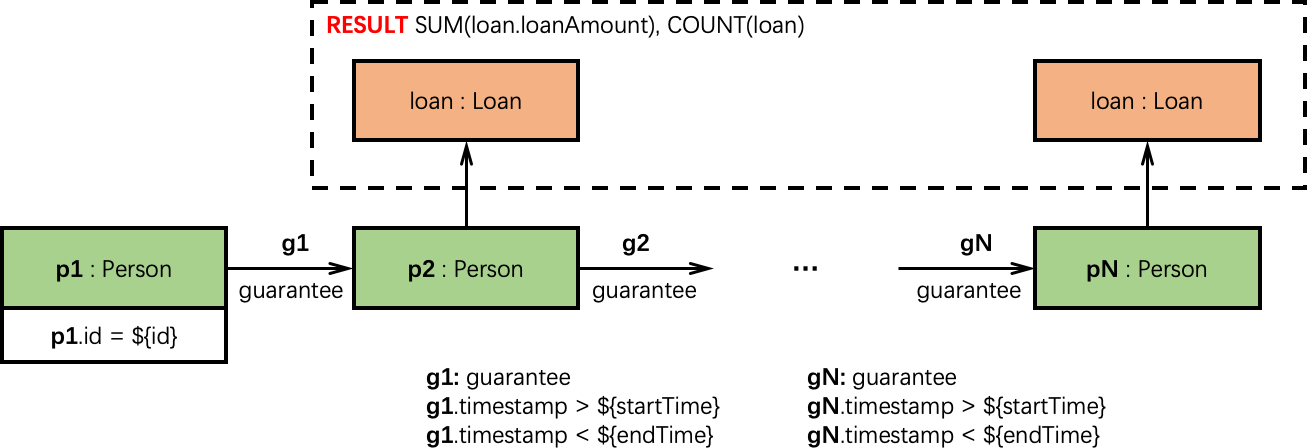 RESULT SUM(loan.loanAmount), COUNT(loan)
loan : Loan
loan : Loan
g1
g2
gN
p1 : Person
p2 : Person
...
pN : Person
guarantee
guarantee
guarantee
p1.id = ${id}
g1: guarantee
g1.timestamp > ${startTime}
g1.timestamp < ${endTime}
gN: guarantee
gN.timestamp > ${startTime}
gN.timestamp < ${endTime}